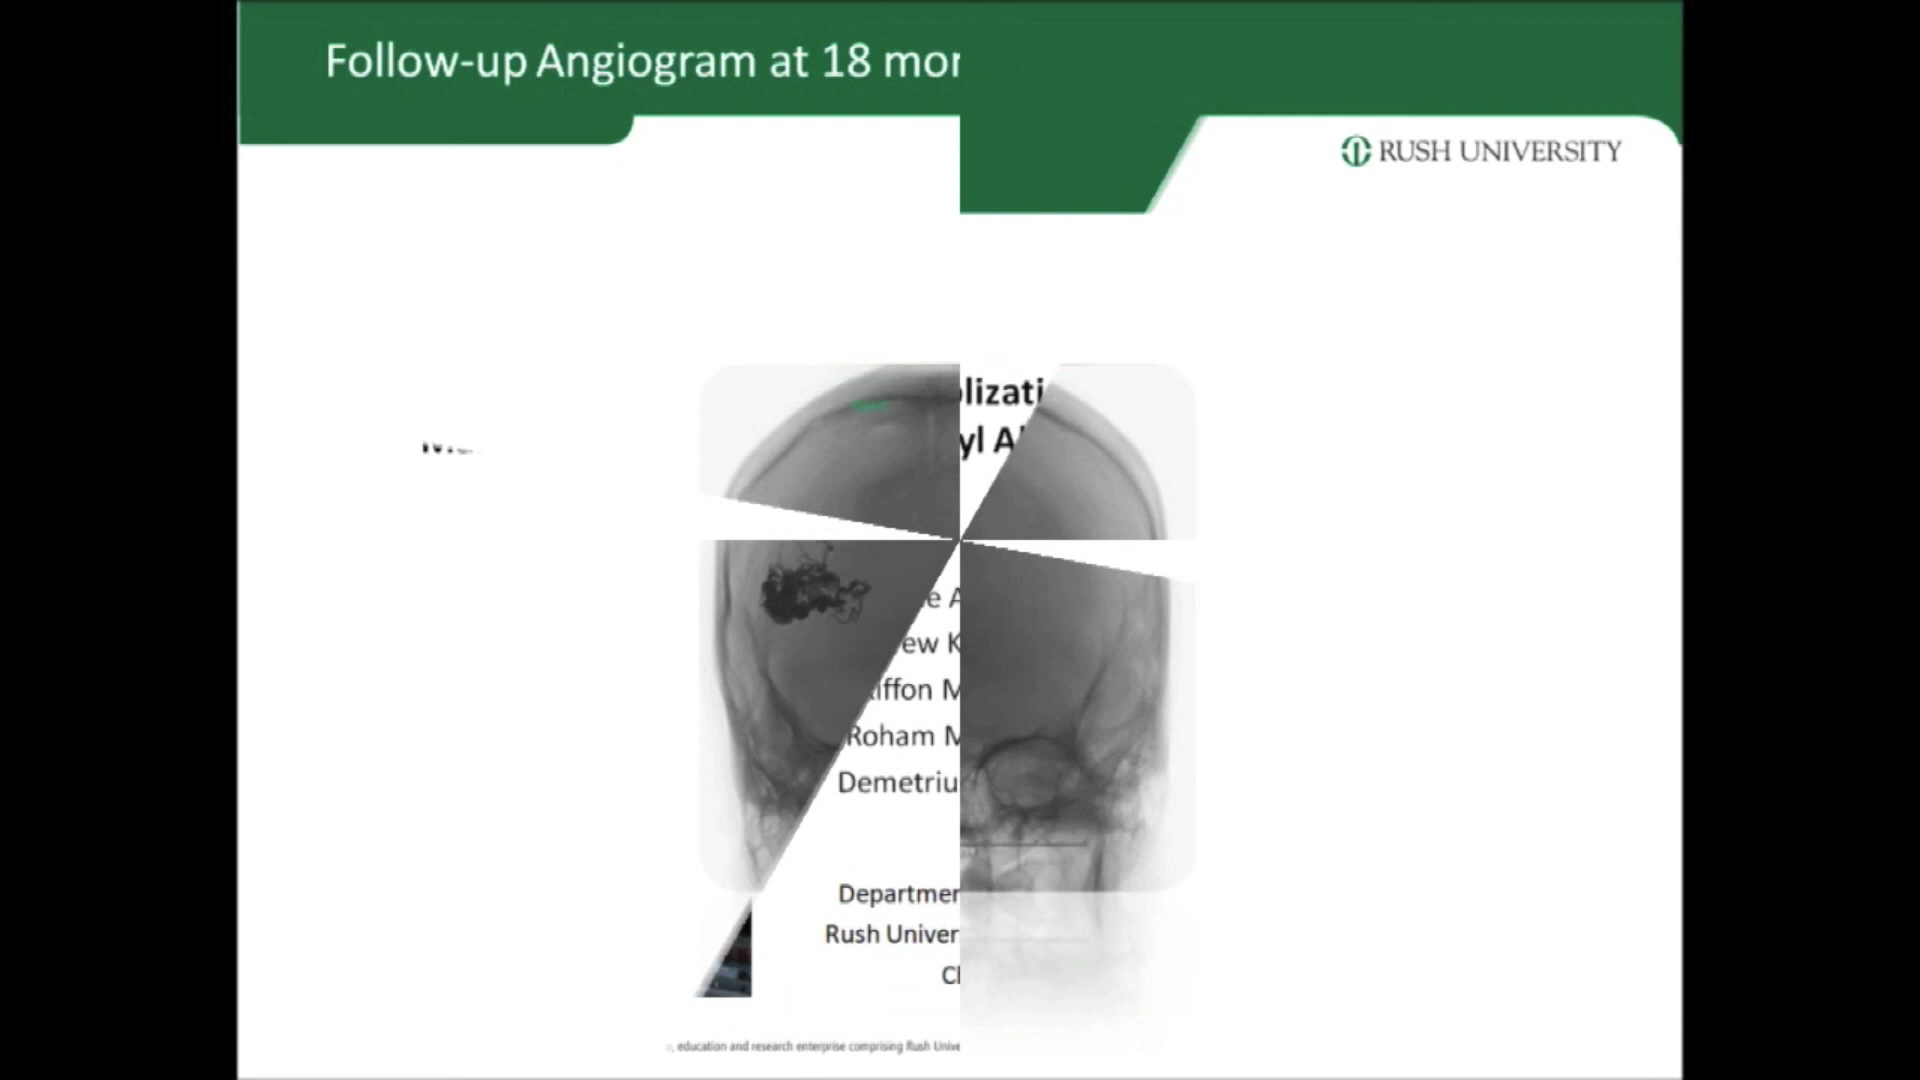 Follow-up Angiogram at 18 mor
RUSH UNIVERSITY
lizati
yl A
e A
ew K
iffon M
Roham M
Demetriu
Departmen
Rush Univer
Cl
, education and research enterprise comprising Rush Unive